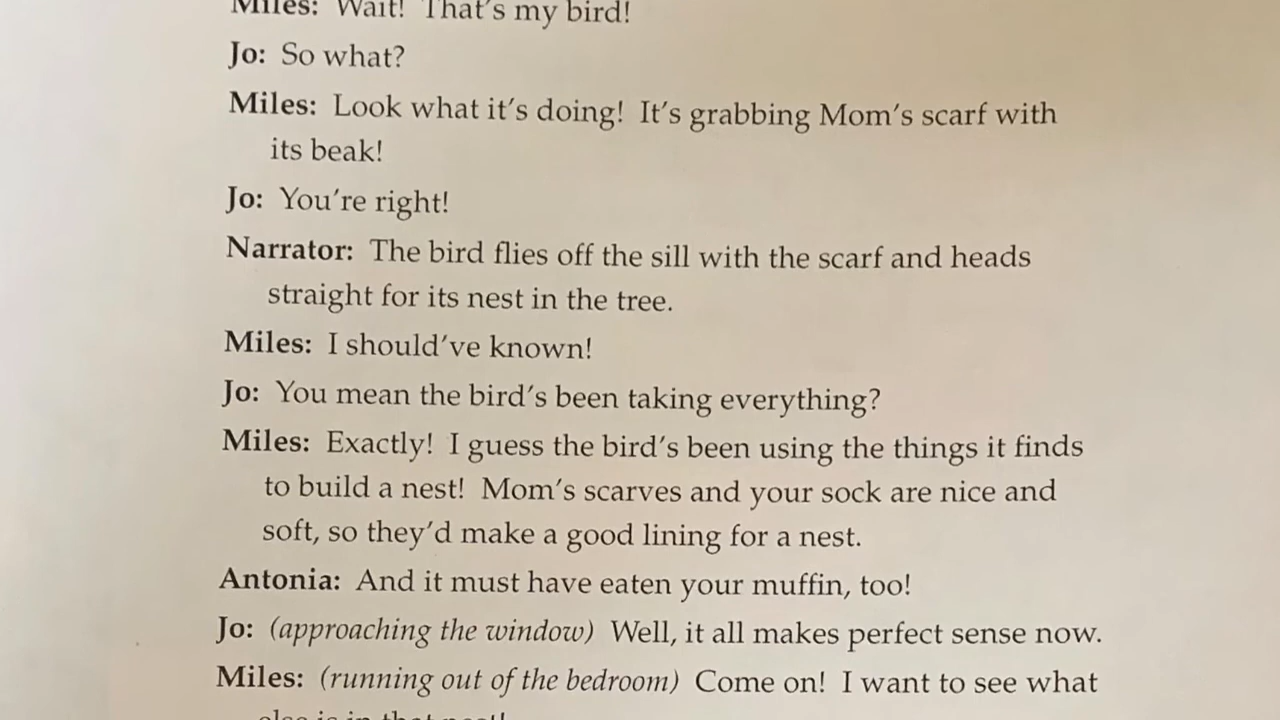 Miles: Wait! That's my bird!
Jo: So what?
Miles: Look what it's doing! It's grabbing Mom's scarf with
its beak!
Jo: You're right!
Narrator: The bird flies off the sill with the scarf and heads
straight for its nest in the tree.
Miles: I should've known!
Jo: You mean the bird's been taking everything?
Miles: Exactly! I guess the bird's been using the things it finds
to build a nest! Mom's scarves and your sock are nice and
soft, so they'd make a good lining for a nest.
Antonia: And it must have eaten your muffin, too!
Jo: (approaching the window) Well, it all makes perfect sense now.
Miles: (running out of the bedroom) Come on! I want to see what
else is in that nest!